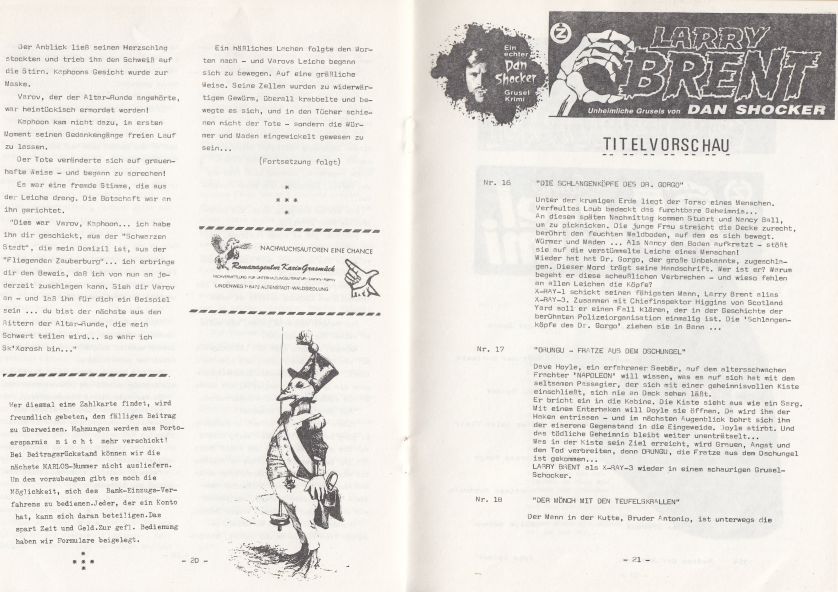 Der Anblick ließ seinen Herzschlag
stockten und trieb ihn den Schweiß auf
die Stirn. Kaphoons Gesicht wurde zur
Maske.
Varov, der der Altar-Runde angehörte,
war heimtückisch ermordet worden!
Kaphoon kam nicht dazu, im ersten
Moment seinen Gedankengänge freien Lauf
zu lassen.
Der Tote veränderte sich auf grauen-
hafte Weise - und begann zu sprechen!
Es war eine fremde Stimme, die aus
der Leiche drang. Die Botschaft war an
ihn gerichtet.
"Dies war Varov, Kaphoon... ich habe
ihn dir geschickt, aus der "Schwarzen
Stadt", die mein Domizil ist, aus der
"Fliegenden Zauberburg"... ich erbringe
dir den Beweis, daß ich von nun an je-
derzeit zuschlagen kann. Sieh dir Varov
an - und laß ihn für dich ein Beispiel
sein ... du bist der nächste aus den
Rittern der Altar-Runde, die mein
Schwert teilen wird... so wahr ich
Sk'Korosh bin..."
Wer diesmal eine Zahlkarte findet, wird
freundlich gebeten, den fälligen Beitrag
zu überweisen. Mahnungen werden aus Porto-
ersparnis n i c h t mehr verschickt!
Bei Beitragsrückstand können wir die
nächste MARLOS-Nummer nicht ausliefern.
Um dem vorzubeugen gibt es noch die
Möglichkeit, sich des Bank-Einzugs-Ver-
fahrens zu bedienen.Jeder, der ein Konto
hat, kann sich daran beteiligen.Das
spart Zeit und Geld.Zur gefl. Bedienung
haben wir Formulare beigelegt.
*
* * *
*
Ein häßliches Lachen folgte den Wor-
ten nach - und Varovs Leiche begann
sich zu bewegen. Auf eine gräßliche
Weise. Seine Zellen wurden zu widerwär-
tigem Gewürm, überall krabbelte und be-
wegte es sich, und in den Tücher schie-
nen nicht der Tote - sondern die Wür-
mer und Maden eingewickelt gewesen zu
sein...
(Fortsetzung folgt)
*
* * *
*
NACHWUCHSAUTOREN EINE CHANCE
Romanagentur Karin Grasmück
LINDENWEG 7·6472 ALTENSTADT-WALDSIEDLUNG
- 20 -
Ein
echter
Dan
Shocker
Grusel
Krimi
Z
LARRY
BRENT
Unheimliche Grusels von DAN SHOCKER
TITELVORSCHAU
Nr. 16 "DIE SCHLANGENKÖPFE DES DR. GORGO"
Unter der krumigen Erde liegt der Torso eines Menschen.
Verfaultes Laub bedeckt das furchtbare Geheimnis...
An diesem späten Nachmittag kommen Stuart und Nancy Ball,
um zu picknicken. Die junge Frau streicht die Decke zurecht,
berührt den feuchten Waldboden, auf dem es sich bewegt.
Würmer und Maden ... Als Nancy den Boden aufkretzt - stößt
sie auf die verstümmelte Leiche eines Menschen!
Wieder hat hat Dr. Gorgo, der große Unbekannte, zugeschla-
gen. Dieser Mord trägt seine Handschrift. Wer ist er? Warum
begeht er diese scheußlichen Verbrechen - und wieso fehlen
an allen Leichen die Köpfe?
X-RAY-1 schickt seinen fähigsten Mann, Larry Brent alias
X-RAY-3. Zusammen mit Chiefinspektor Higgins von Scotland
Yard soll er einen Fall klären, der in der Geschichte der
berühmten Polizeiorganisation einmalig ist. Die 'Schlangen-
köpfe des Dr. Gorgo' ziehen sie in Bann ...
Nr. 17 "ORUNGU - FRATZE AUS DEM DSCHUNGEL"
Dave Hoyle, ein erfahrener Seebär, auf dem altersschwachen
Frachter "NAPOLEON" will wissen, was es auf sich hat mit dem
seltsamen Passagier, der sich mit einer geheimnisvollen Kiste
einschließt, sich nie an Deck sehen läßt.
Er bricht ein in die Kabine. Die Kiste sieht aus wie ein Sarg.
Mit einem Enterhaken will Doyle sie öffnen. Da wird ihm der
Haken entrissen - und im nächsten Augenblick bohrt sich ihm
der eiserne Gegenstand in die Eingeweide. Doyle stirbt. Und
das tödliche Geheimnis bleibt weiter unenträtselt...
Was in der Kiste sein Ziel erreicht, wird Grauen, Angst und
den Tod verbreiten, denn ORUNGU, die Fratze aus dem Dschungel
ist gekommen...
LARRY BRENT als X-RAY-3 wieder in einem schaurigen Grusel-
Schocker.
Nr. 18 "DER MÖNCH MIT DEN TEUFELSKRALLEN"
Der Mann in der Kutte, Bruder Antonio, ist unterwegs die
- 21 -